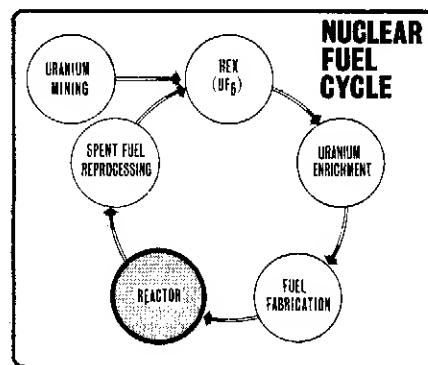 NUCLEAR
FUEL
CYCLE
URANIUM
MINING
HEX
(UF6)
SPENT FUEL
REPROCESSING
URANIUM
ENRICHMENT
REACTOR
FUEL
FABRICATION